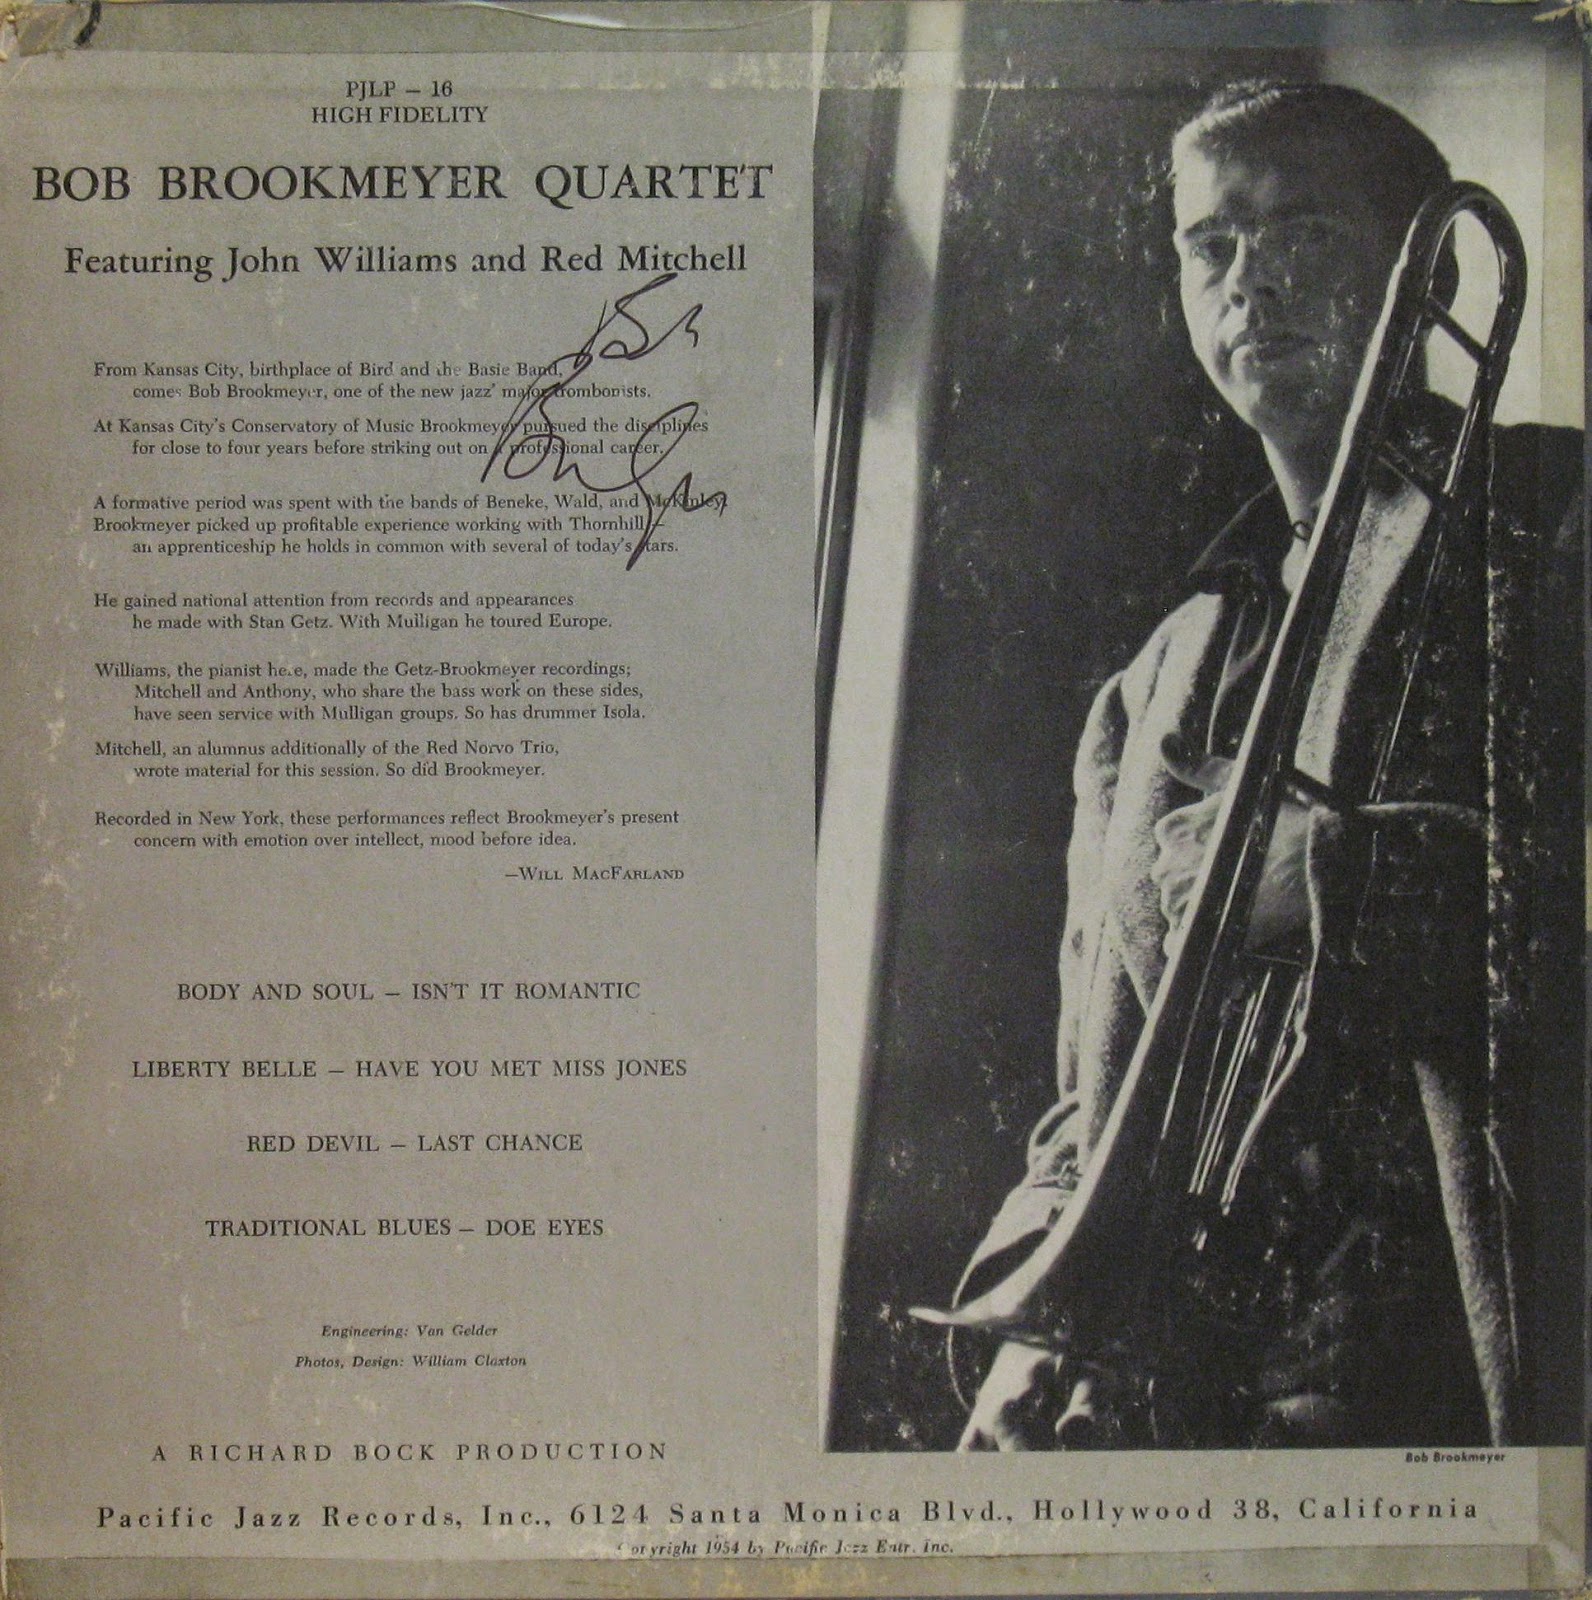 PJLP – 16
HIGH FIDELITY
BOB BROOKMEYER QUARTET
Featuring John Williams and Red Mitchell
From Kansas City, birthplace of Bird and the Basie Band,
comes Bob Brookmeyer, one of the new jazz' major trombonists.
At Kansas City's Conservatory of Music Brookmeyer pursued the disciplines
for close to four years before striking out on a professional career.
A formative period was spent with the bands of Beneke, Wald, and McKinley.
Brookmeyer picked up profitable experience working with Thornhill,—
an apprenticeship he holds in common with several of today's stars.
He gained national attention from records and appearances
he made with Stan Getz. With Mulligan he toured Europe.
Williams, the pianist here, made the Getz-Brookmeyer recordings;
Mitchell and Anthony, who share the bass work on these sides,
have seen service with Mulligan groups. So has drummer Isola.
Mitchell, an alumnus additionally of the Red Norvo Trio,
wrote material for this session. So did Brookmeyer.
Recorded in New York, these performances reflect Brookmeyer's present
concern with emotion over intellect, mood before idea.
—Will MacFarland
BODY AND SOUL – ISN'T IT ROMANTIC
LIBERTY BELLE – HAVE YOU MET MISS JONES
RED DEVIL – LAST CHANCE
TRADITIONAL BLUES – DOE EYES
Engineering: Van Gelder
Photos, Design: William Claxton
A RICHARD BOCK PRODUCTION
Bob Brookmeyer
Pacific Jazz Records, Inc., 6124 Santa Monica Blvd., Hollywood 38, California
Copyright 1954 by Pacific Jazz Entr. Inc.